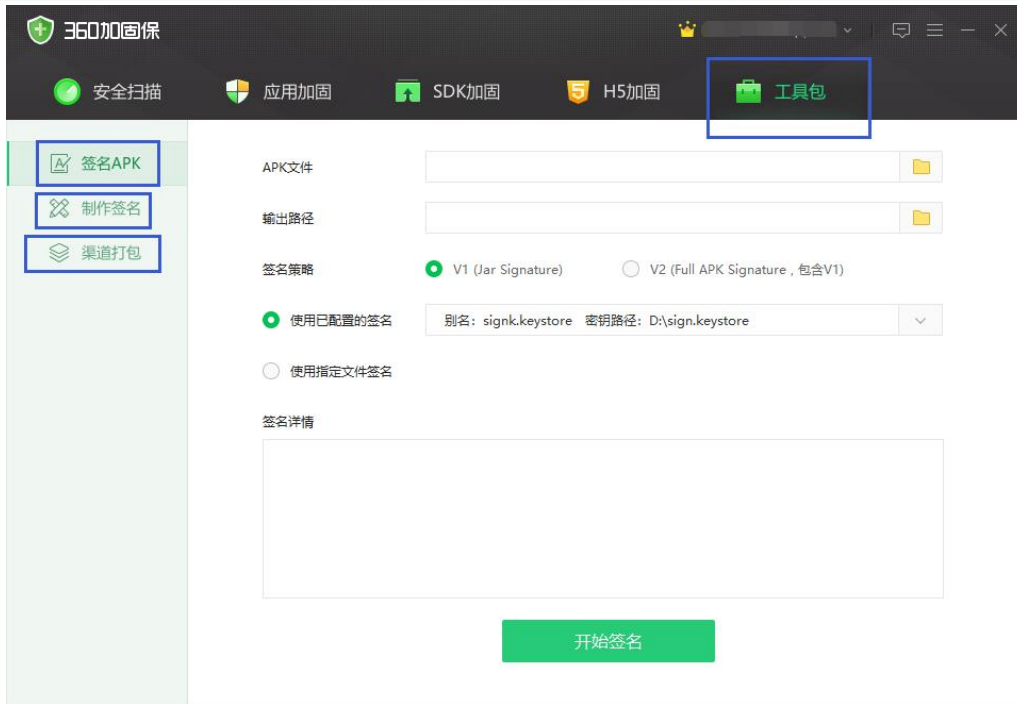 360加固保
安全扫描 应用加固 SDK加固 H5加固 工具包
签名APK
制作签名
渠道打包
APK文件
输出路径
签名策略 V1 (Jar Signature) V2 (Full APK Signature , 包含V1)
使用已配置的签名 别名: signk.keystore 密钥路径: D:\sign.keystore
使用指定文件签名
签名详情
开始签名